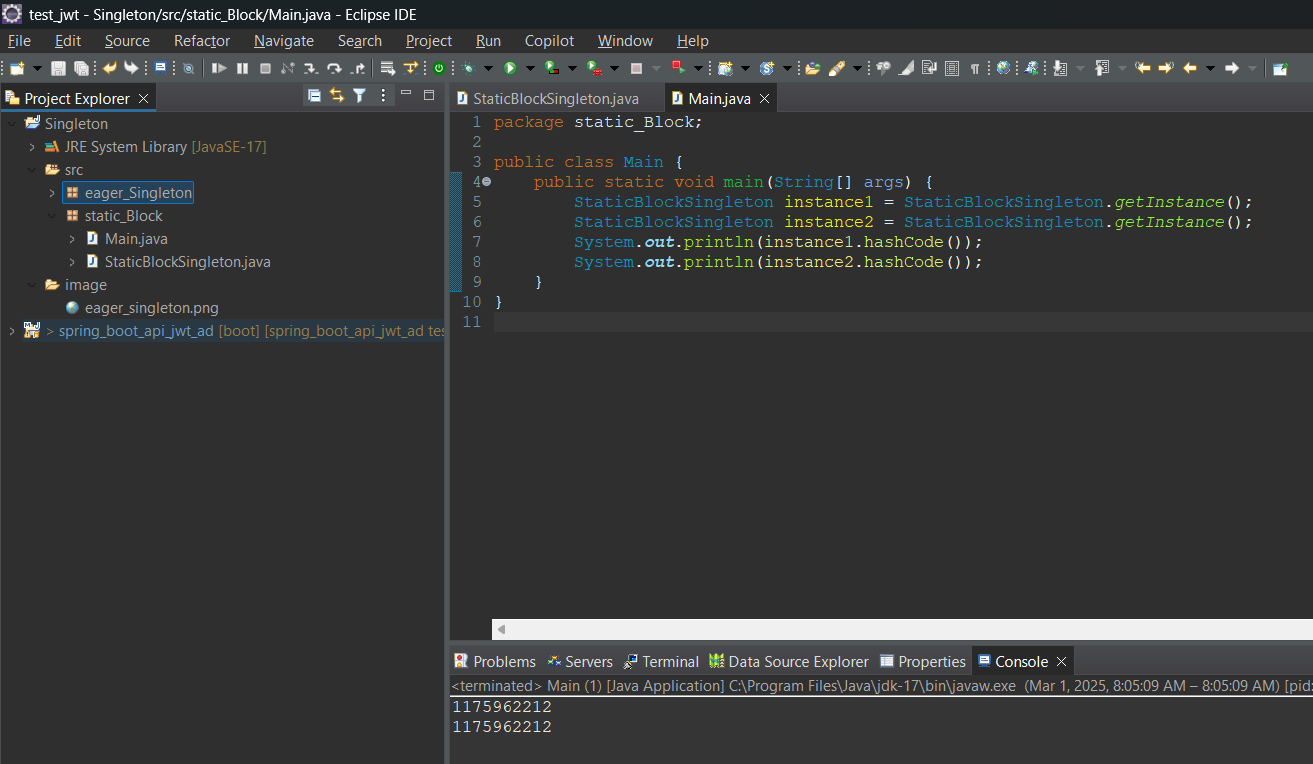 test_jwt - Singleton/src/static_Block/Main.java - Eclipse IDE
File Edit Source Refactor Navigate Search Project Run Copilot Window Help
Project Explorer
Singleton
JRE System Library [JavaSE-17]
src
eager_Singleton
static_Block
Main.java
StaticBlockSingleton.java
image
eager_singleton.png
> spring_boot_api_jwt_ad [boot] [spring_boot_api_jwt_ad tes
StaticBlockSingleton.java Main.java
1 package static_Block;
2
3 public class Main {
4 public static void main(String[] args) {
5 StaticBlockSingleton instance1 = StaticBlockSingleton.getInstance();
6 StaticBlockSingleton instance2 = StaticBlockSingleton.getInstance();
7 System.out.println(instance1.hashCode());
8 System.out.println(instance2.hashCode());
9 }
10 }
11
Problems Servers Terminal Data Source Explorer Properties Console
<terminated> Main (1) [Java Application] C:\Program Files\Java\jdk-17\bin\javaw.exe (Mar 1, 2025, 8:05:09 AM – 8:05:09 AM) [pid:
1175962212
1175962212